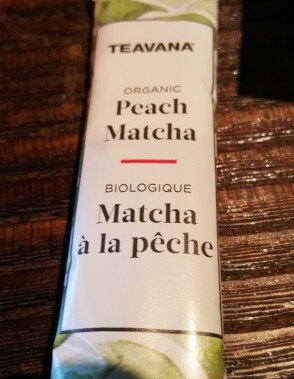 TEAVANA
ORGANIC
Peach
Matcha
BIOLOGIQUE
Matcha
à la pêche